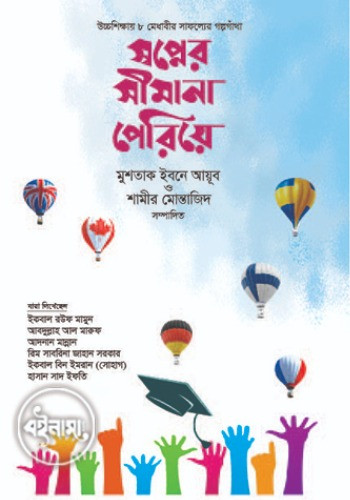 উচ্চশিক্ষায় ৮ মেধাবীর সাফল্যের গল্পগাঁথা
স্বপ্নের
সীমানা
পেরিয়ে
মুশতাক ইবনে আয়ূব
ও
শামীর মোন্তাজিদ
সম্পাদিত
যারা লিখেছেন
ইকবাল রউফ মামুন
আবদুল্লাহ আল মারুফ
আদনান মান্নান
রিম সাবরিনা জাহান সরকার
ইকবাল বিন ইমরান (সোহাগ)
হাসান সাদ ইফতি
বইনামা